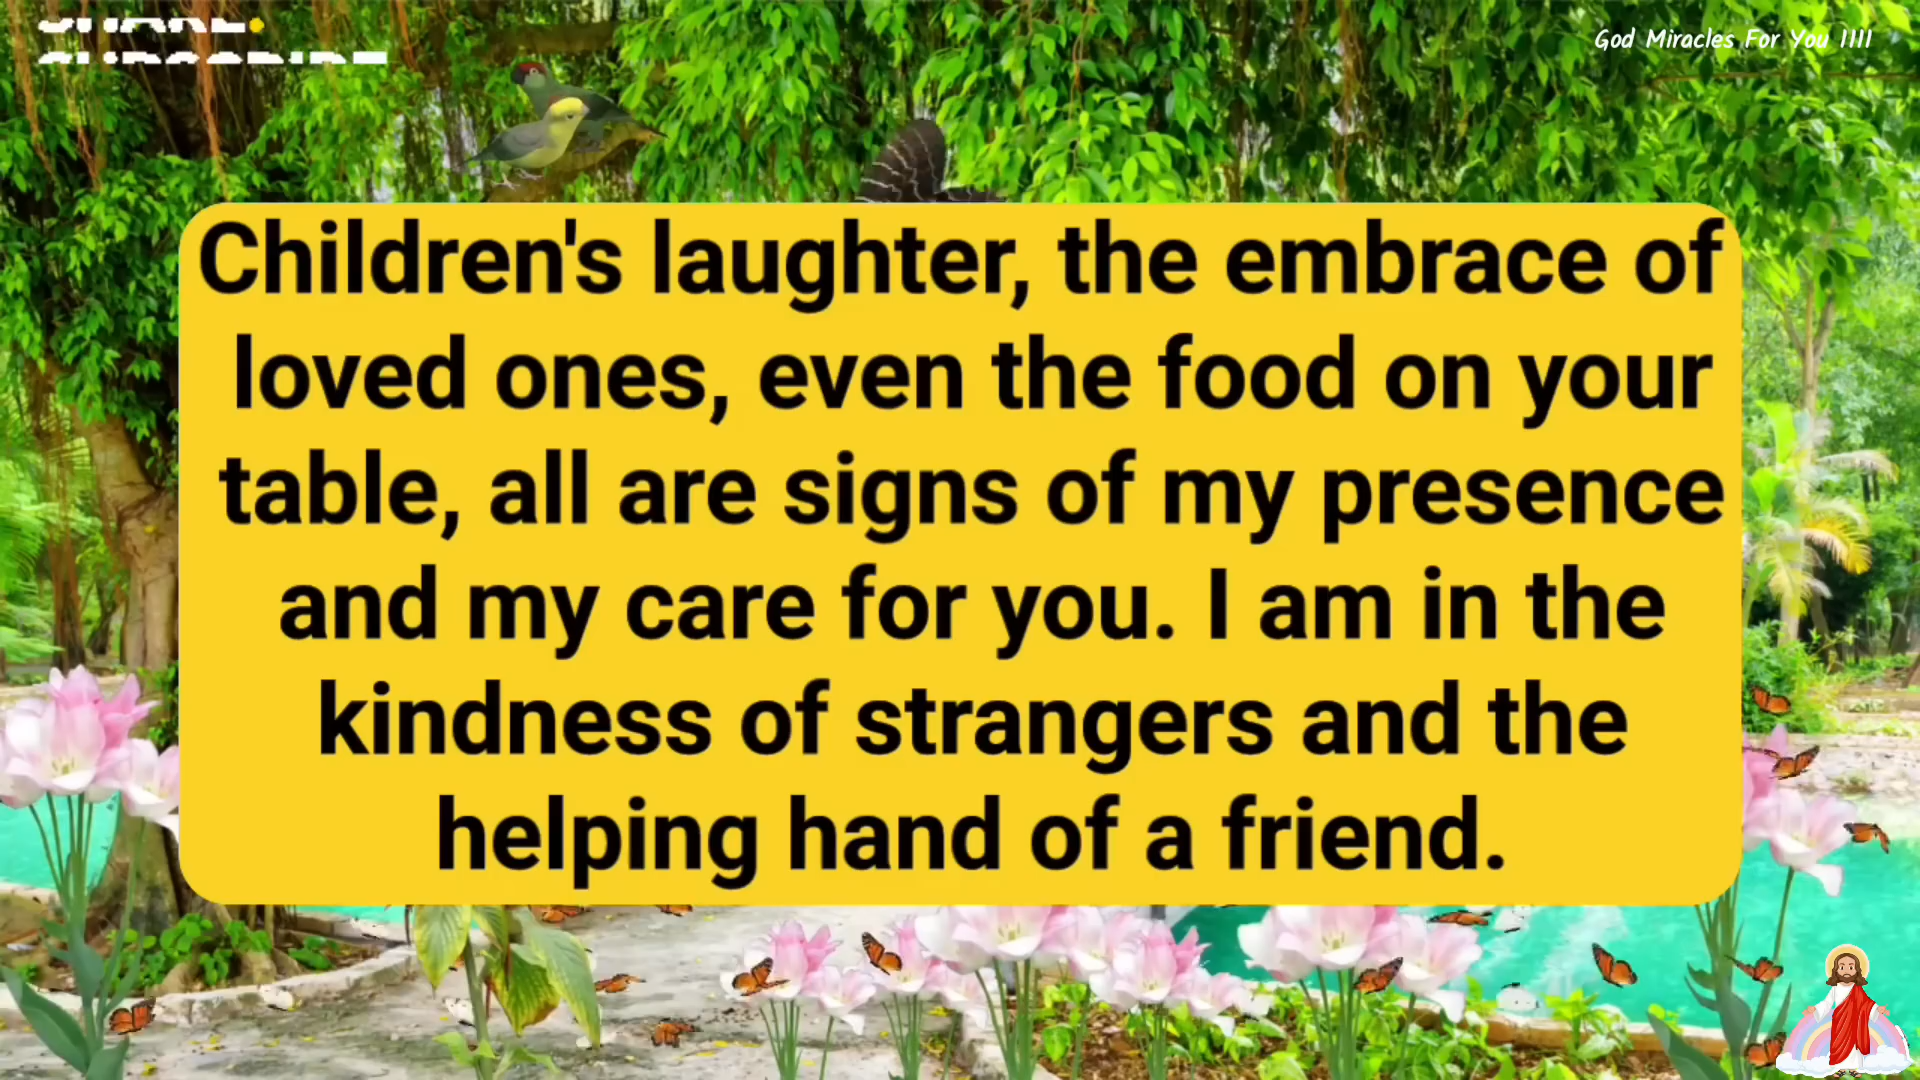 God Miracles For You 1111
Children's laughter, the embrace of
loved ones, even the food on your
table, all are signs of my presence
and my care for you. I am in the
kindness of strangers and the
helping hand of a friend.